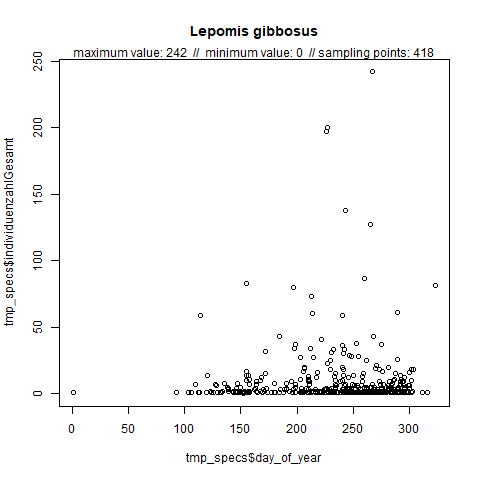 Lepomis gibbosus
maximum value: 242 // minimum value: 0 // sampling points: 418
250
200
150
100
50
0
tmp_specs$individuenzahlGesamt
0 50 100 150 200 250 300
tmp_specs$day_of_year